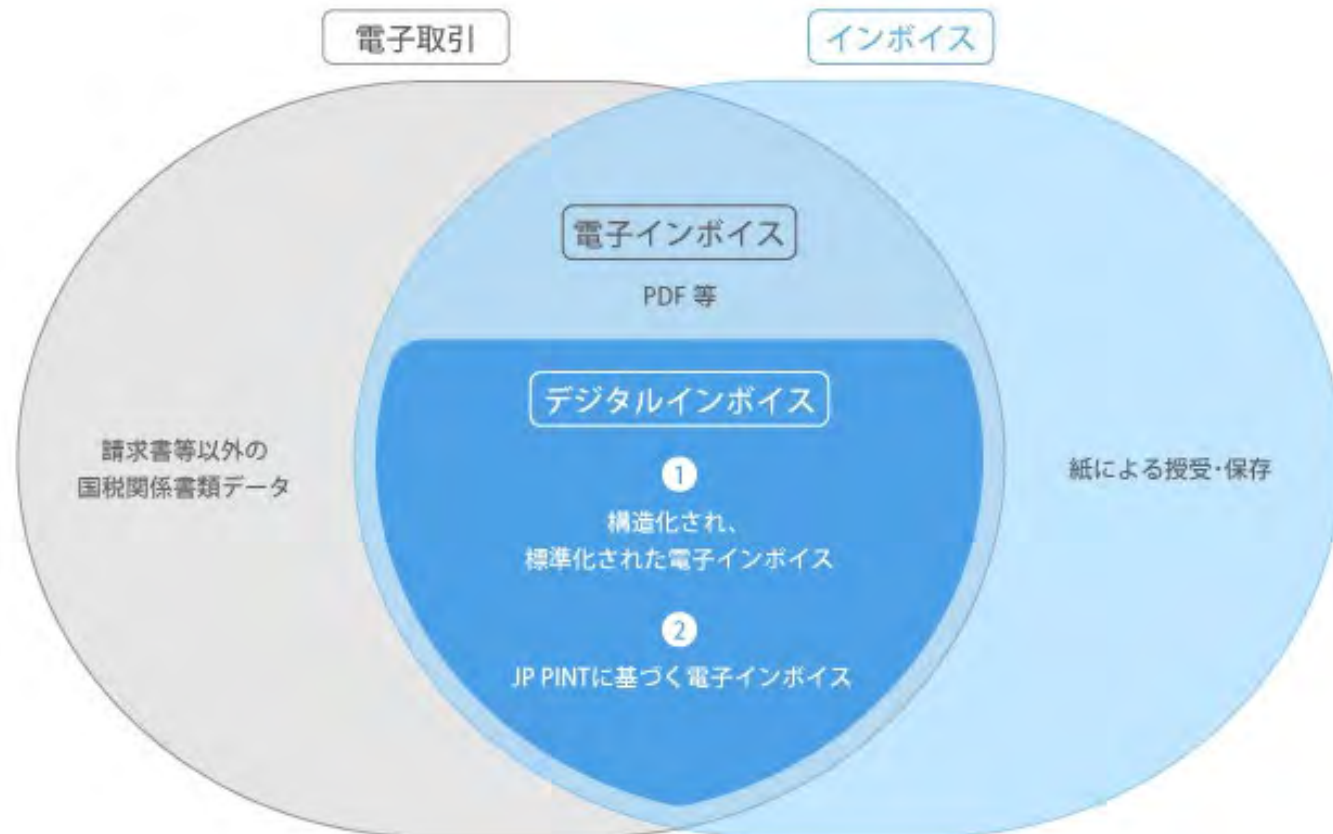 電子取引
インボイス
電子インボイス
PDF 等
デジタルインボイス
請求書等以外の
国税関係書類データ
1
構造化され、
標準化された電子インボイス
2
JP PINTに基づく電子インボイス
紙による授受・保存